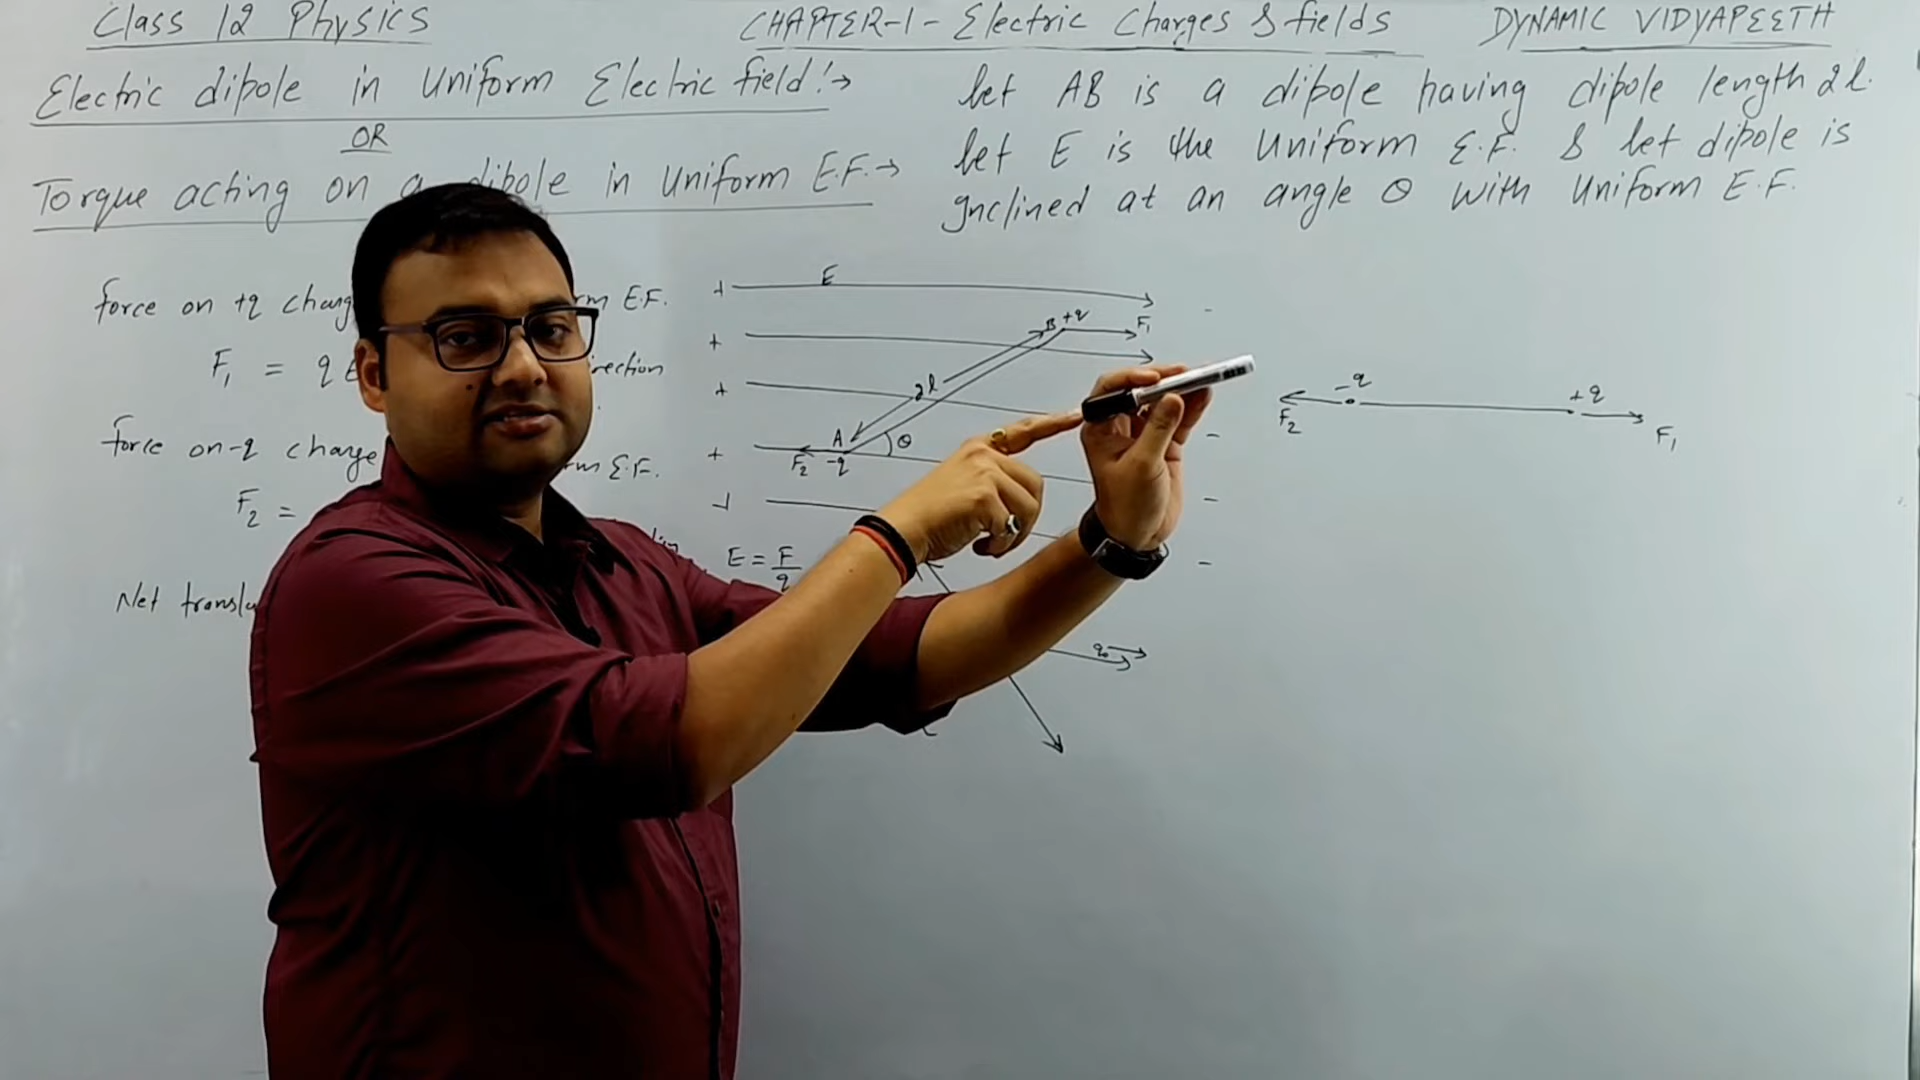 Class 12 Physics
CHAPTER-1- Electric Charges & fields
DYNAMIC VIDYAPEETH
Electric dipole in Uniform Electric field:→
OR
Torque acting on a dipole in Uniform E.F.→
let AB is a dipole having dipole length 2l.
let E is the Uniform E.F. & let dipole is
Inclined at an angle θ with Uniform E.F.
force on +q E.F.
F₁ = q
force on -q charge E.F.
F₂ =
Net
E
+ -
B +q F₁
2l
A θ
F₂ -q
E = F/q
q₀
-q +q
F₂ F₁